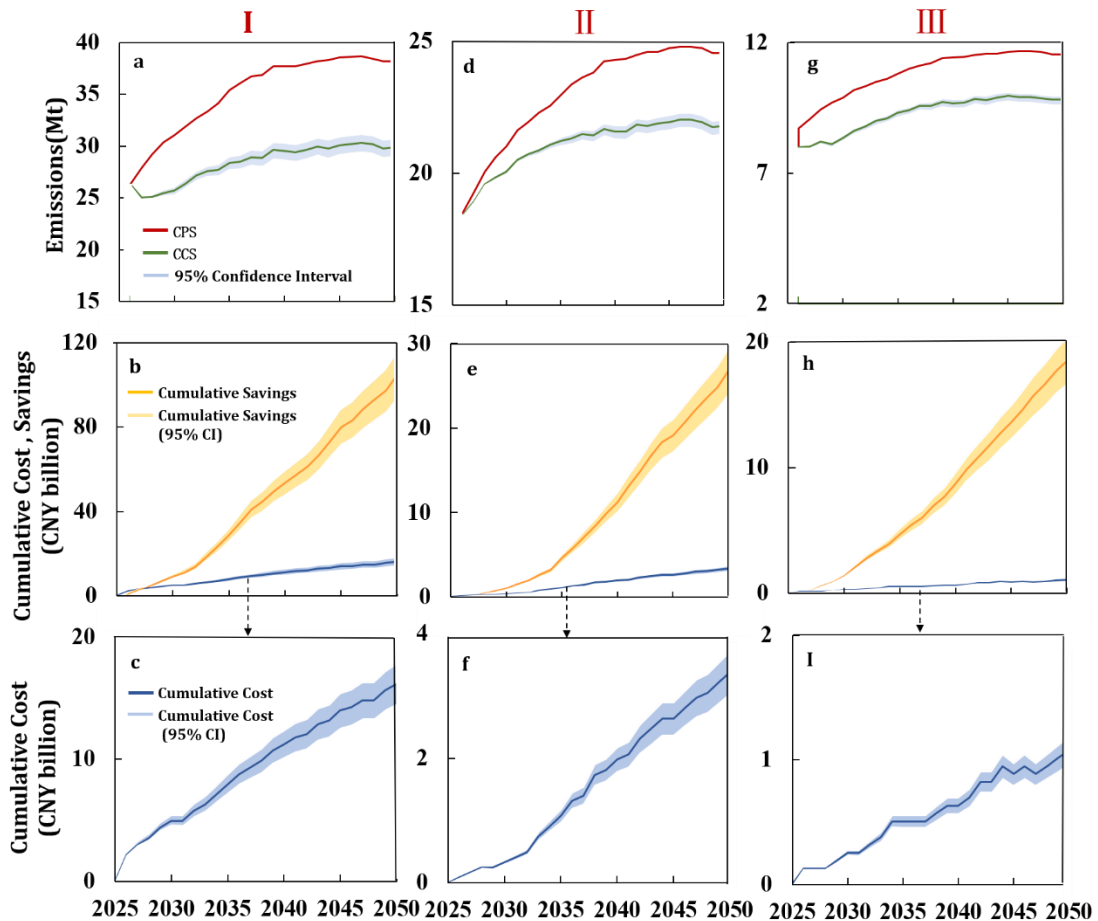 I
II
III
Emissions(Mt)
40
35
30
25
20
15
a
CPS
CCS
95% Confidence Interval
25
20
15
d
12
7
2
g
Cumulative Cost , Savings
(CNY billion)
120
80
40
0
b
Cumulative Savings
Cumulative Savings
(95% CI)
30
20
10
0
e
20
10
0
h
Cumulative Cost
(CNY billion)
20
10
0
c
Cumulative Cost
Cumulative Cost
(95% CI)
4
2
0
f
2
1
0
I
2025 2030 2035 2040 2045 2050
2025 2030 2035 2040 2045 2050
2025 2030 2035 2040 2045 2050